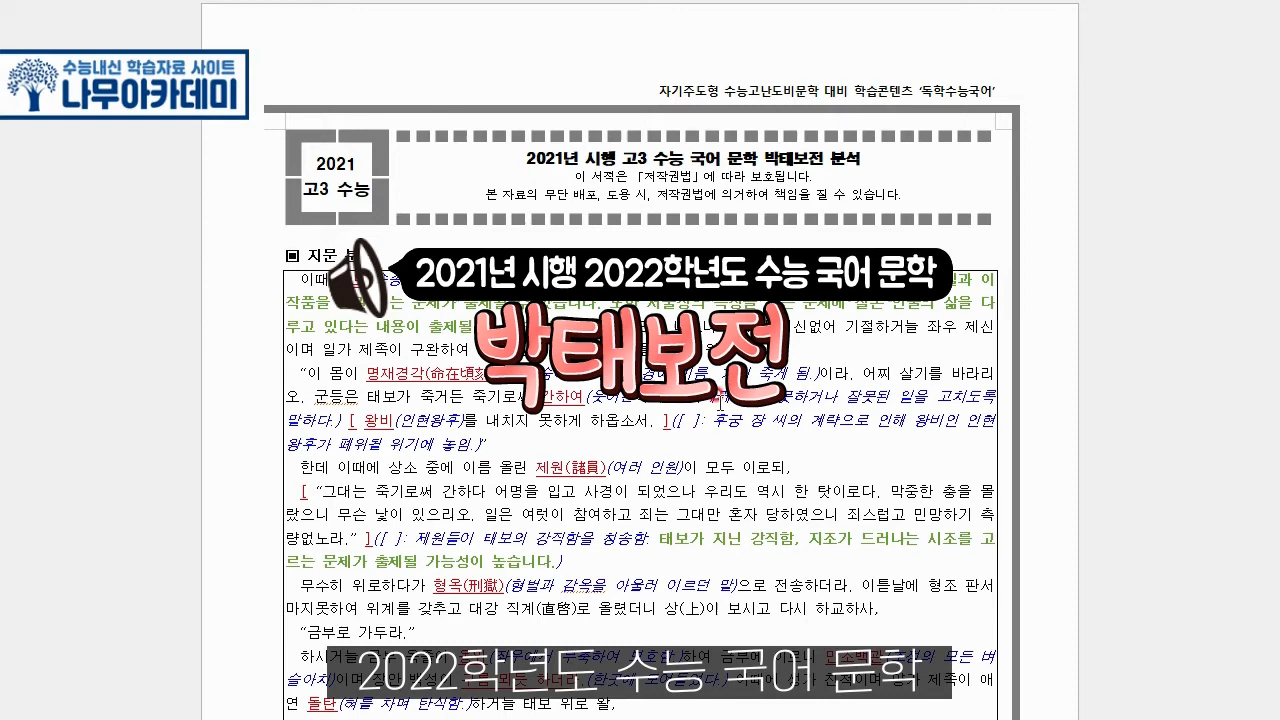 수능내신 학습자료 사이트
나무아카데미
자기주도형 수능고난도비문학 대비 학습콘텐츠 '독학수능국어'
2021
고3 수능
2021년 시행 고3 수능 국어 문학 박태보전 분석
이 서적은 「저작권법」에 따라 보호됩니다.
본 자료의 무단 배포, 도용 시, 저작권법에 의거하여 책임을 질 수 있습니다.
▣ 지문
2021년 시행 2022학년도 수능 국어 문학
박태보전
이때
작품을
루고 있다는 내용이 출제될 신없어 기절하거늘 좌우 제신
이며 일가 제족이 구완하여
“이 몸이 명재경각(命在頃刻 됨.)이라. 어찌 살기를 바라리
오. 군등은 태보가 죽거든 죽기로써 간하여 잘못된 일을 고치도록
말하다.) [ 왕비(인현왕후)를 내치지 못하게 하옵소서. ]([ ]: 후궁 장 씨의 계략으로 인해 왕비인 인현
왕후가 폐위될 위기에 놓임.)”
한데 이때에 상소 중에 이름 올린 제원(諸員)(여러 인원)이 모두 이로되,
[ “그대는 죽기로써 간하다 어명을 입고 사경이 되었으나 우리도 역시 한 탓이로다. 막중한 충을 몰
랐으니 무슨 낯이 있으리오. 일은 여럿이 참여하고 죄는 그대만 혼자 당하였으니 죄스럽고 민망하기 측
량없노라.” ]([ ]: 제원들이 태보의 강직함을 칭송함. 태보가 지닌 강직함, 지조가 드러나는 시조를 고
르는 문제가 출제될 가능성이 높습니다.)
무수히 위로하다가 형옥(刑獄)(형벌과 감옥을 아울러 이르던 말)으로 전송하더라. 이튿날에 형조 판서
마지못하여 위계를 갖추고 대강 직계(直啓)로 올렸더니 상(上)이 보시고 다시 하교하사,
“금부로 가두라.”
하시거늘
2022학년도 수능 국어 문학
연 돌탄(혀를 차며 탄식함.)하거늘 태보 위로 왈,